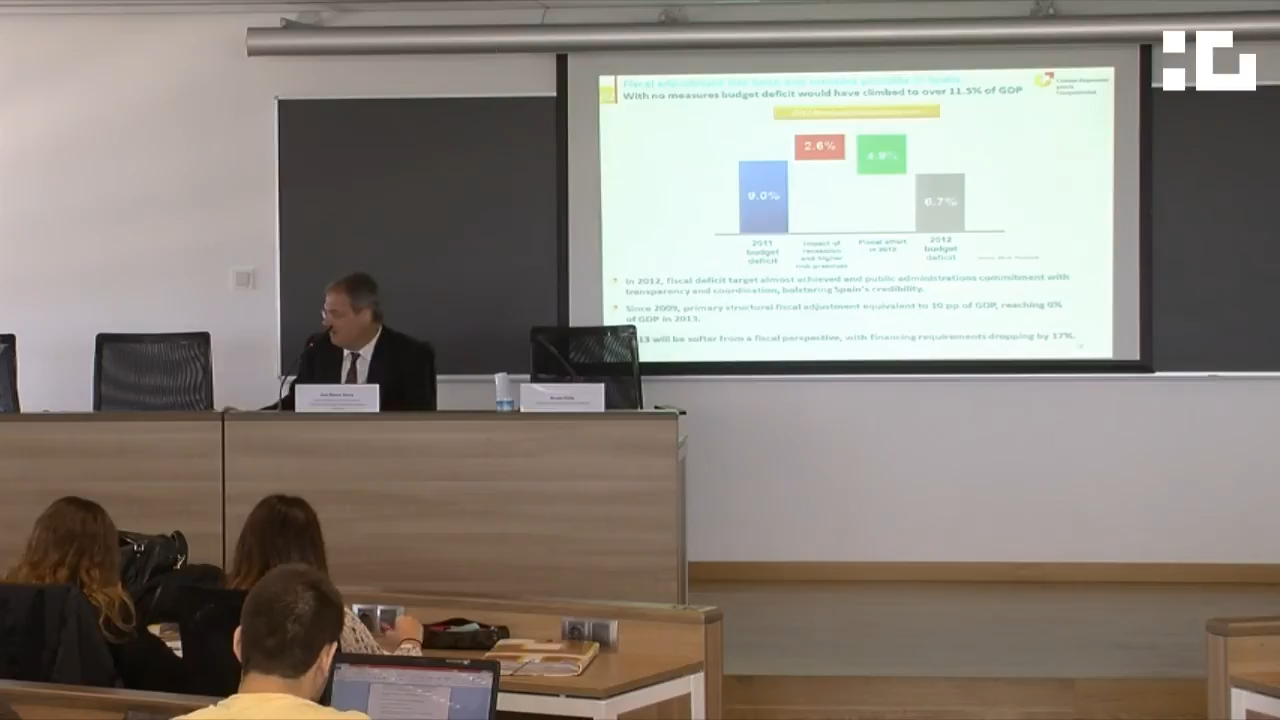 With no measures budget deficit would have climbed to over 11.5% of GDP
2.6%
4.9%
9.0%
6.7%
2011
budget
deficit
Impact of
recession
and higher
risk premium
Fiscal effort
in 2012
2012
budget
deficit
In 2012, fiscal deficit target almost achieved and public administrations commitment with
transparency and coordination, bolstering Spain's credibility.
Since 2009, primary structural fiscal adjustment equivalent to 10 pp of GDP, reaching
of GDP in 2013.
13 will be softer from a fiscal perspective, with financing requirements dropping by 17%.